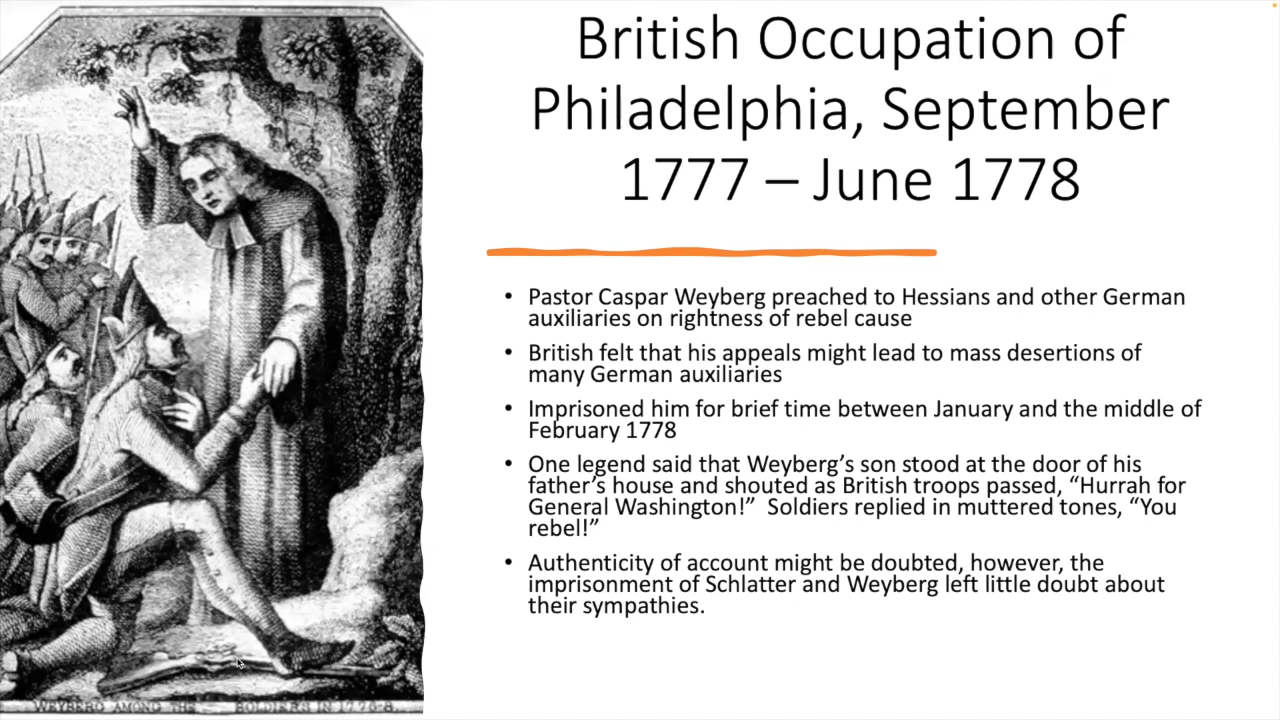 British Occupation of
Philadelphia, September
1777 – June 1778
• Pastor Caspar Weyberg preached to Hessians and other German
auxiliaries on rightness of rebel cause
• British felt that his appeals might lead to mass desertions of
many German auxiliaries
• Imprisoned him for brief time between January and the middle of
February 1778
• One legend said that Weyberg’s son stood at the door of his
father’s house and shouted as British troops passed, “Hurrah for
General Washington!”  Soldiers replied in muttered tones, “You
rebel!”
• Authenticity of account might be doubted, however, the
imprisonment of Schlatter and Weyberg left little doubt about
their sympathies.
WEYBERG AMONG THE SOLDIERS IN 1776-8.